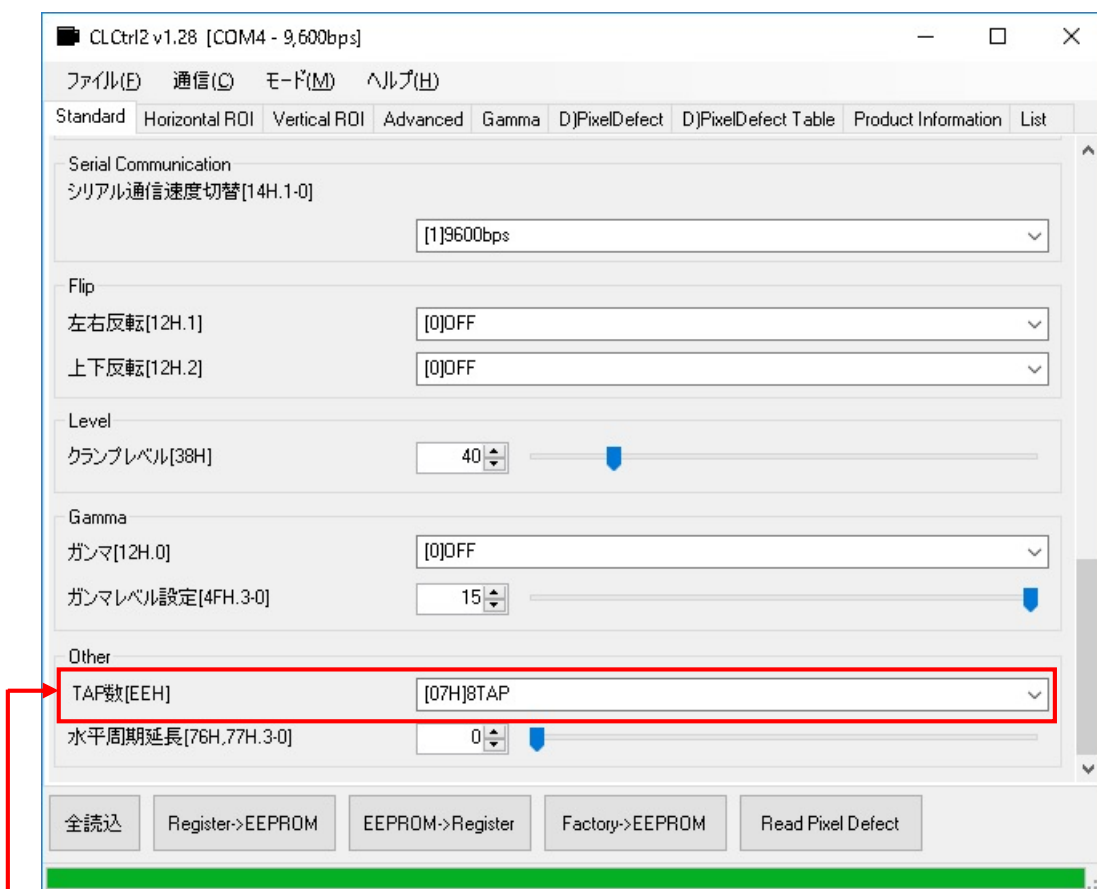 CLCtrl2 v1.28 [COM4 - 9,600bps]
ファイル(F) 通信(C) モード(M) ヘルプ(H)
Standard Horizontal ROI Vertical ROI Advanced Gamma D)PixelDefect D)PixelDefect Table Product Information List
Serial Communication
シリアル通信速度切替[14H.1-0]
[1]9600bps
Flip
左右反転[12H.1] [0]OFF
上下反転[12H.2] [0]OFF
Level
クランプレベル[38H] 40
Gamma
ガンマ[12H.0] [0]OFF
ガンマレベル設定[4FH.3-0] 15
Other
TAP数[EEH] [07H]8TAP
水平周期延長[76H,77H.3-0] 0
全読込 Register->EEPROM EEPROM->Register Factory->EEPROM Read Pixel Defect